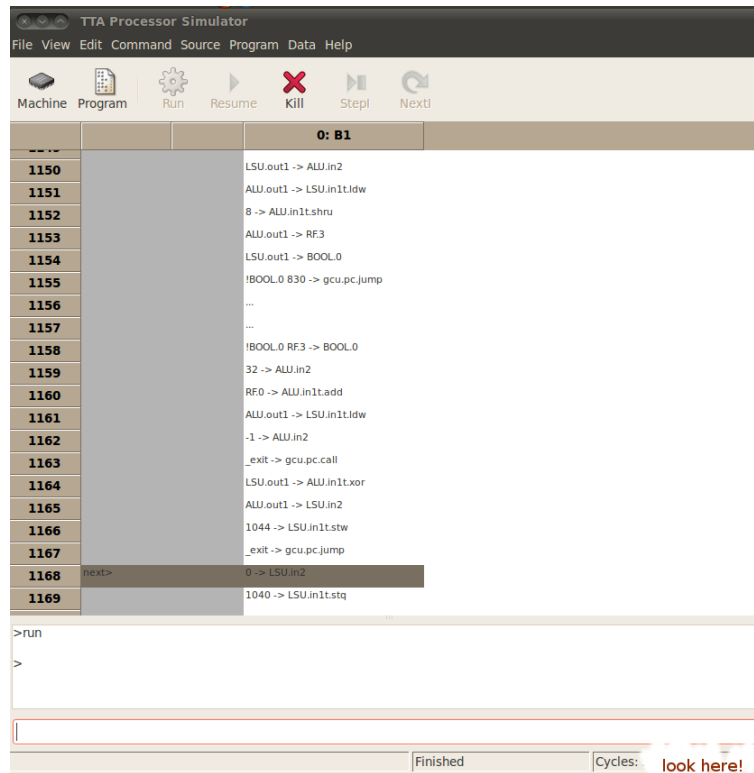 TTA Processor Simulator
File View Edit Command Source Program Data Help
Machine Program Run Resume Kill StepI NextI
0: B1
1150 LSU.out1 -> ALU.in2
1151 ALU.out1 -> LSU.in1t.ldw
1152 8 -> ALU.in1t.shru
1153 ALU.out1 -> RF.3
1154 LSU.out1 -> BOOL.0
1155 !BOOL.0 830 -> gcu.pc.jump
1156 ...
1157 ...
1158 !BOOL.0 RF.3 -> BOOL.0
1159 32 -> ALU.in2
1160 RF.0 -> ALU.in1t.add
1161 ALU.out1 -> LSU.in1t.ldw
1162 -1 -> ALU.in2
1163 _exit -> gcu.pc.call
1164 LSU.out1 -> ALU.in1t.xor
1165 ALU.out1 -> LSU.in2
1166 1044 -> LSU.in1t.stw
1167 _exit -> gcu.pc.jump
1168 next> 0 -> LSU.in2
1169 1040 -> LSU.in1t.stq
>run
>
Finished Cycles: look here!